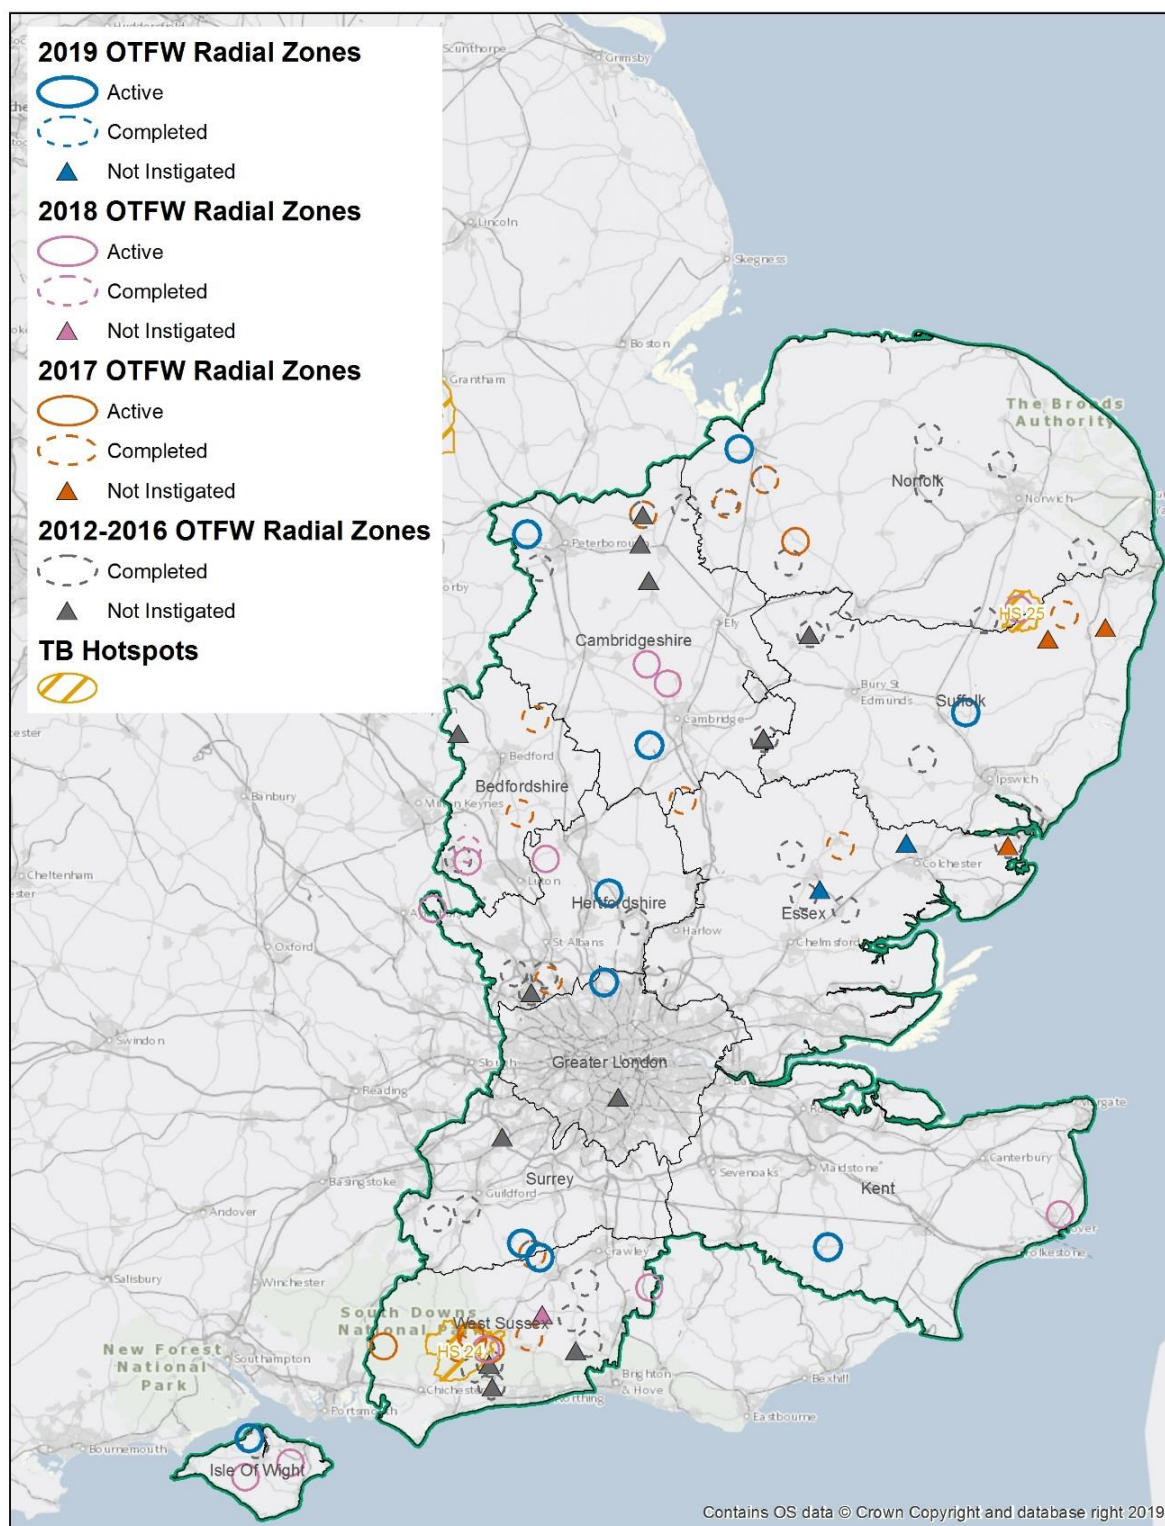 2019 OTFW Radial Zones
Active
Completed
Not Instigated
2018 OTFW Radial Zones
Active
Completed
Not Instigated
2017 OTFW Radial Zones
Active
Completed
Not Instigated
2012-2016 OTFW Radial Zones
Completed
Not Instigated
TB Hotspots
Scunthorpe
Grimsby
Lincoln
Skegness
Boston
Grantham
The Broads
Authority
Norfolk
Norwich
Peterborough
HS 25
Ely
Cambridgeshire
Bury St
Edmunds
Suffolk
Cambridge
Bedford
Ipswich
Bedfordshire
Banbury
Milton Keynes
Colchester
Cheltenham
Luton
Hertfordshire
Essex
Harlow
St Albans
Chelmsford
Oxford
Swindon
Slough
Greater London
London
Reading
Canterbury
Sevenoaks
Maidstone
Surrey
Kent
Basingstoke
Guildford
Andover
Crawley
Folkestone
Salisbury
Winchester
South Downs
West Sussex
New Forest
National
Park
Southampton
HS 24
Chichester
Brighton
& Hove
Bexhill
Portsmouth
Eastbourne
Bournemouth
Isle Of Wight
Contains OS data © Crown Copyright and database right 2019